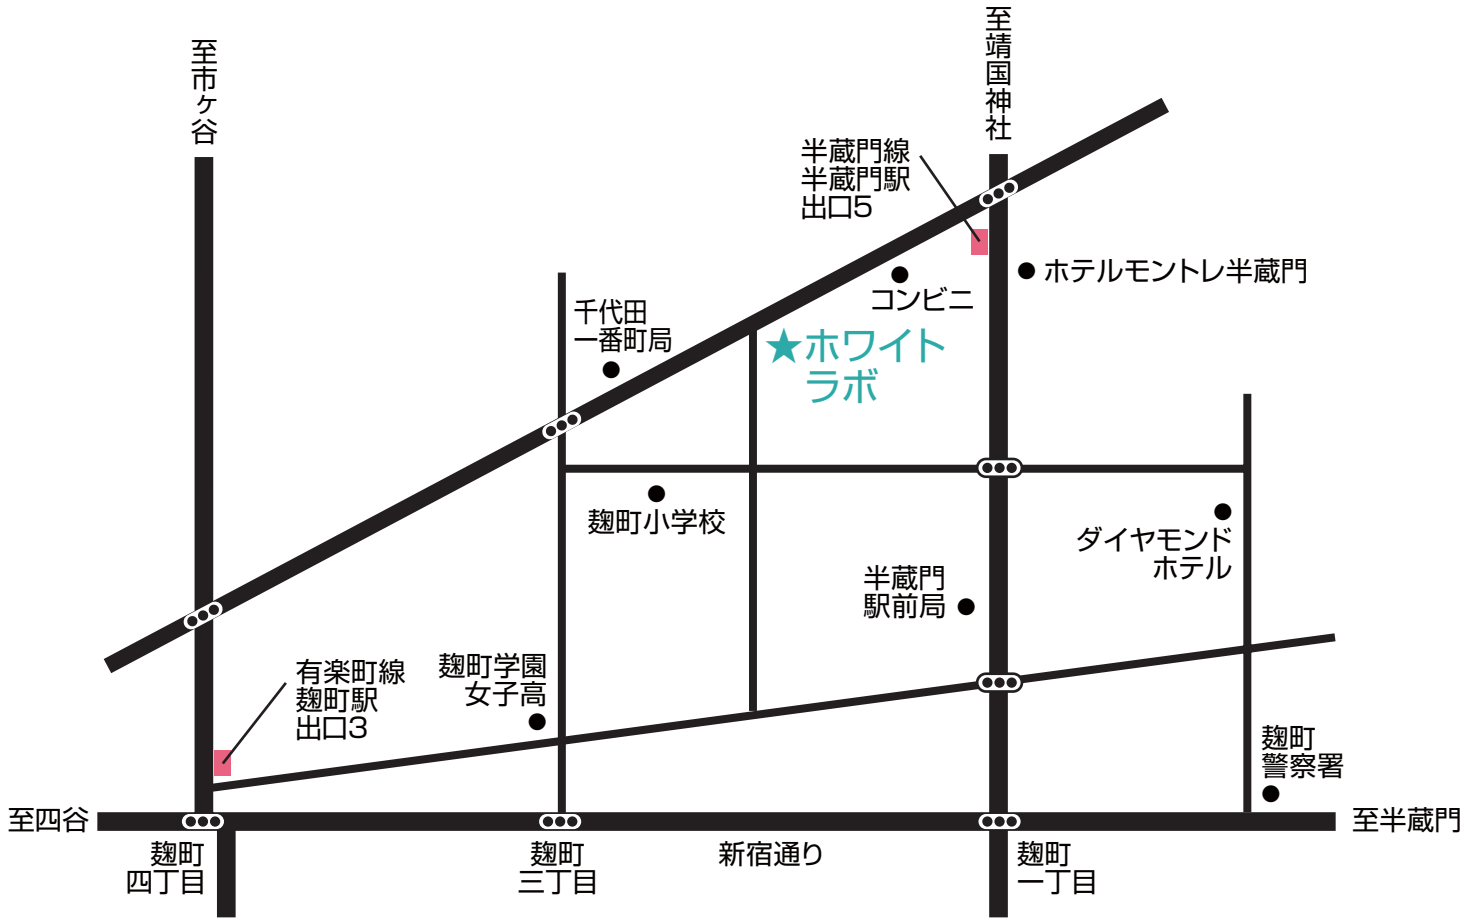 至市ヶ谷
至靖国神社
半蔵門線
半蔵門駅
出口5
ホテルモントレ半蔵門
コンビニ
千代田
一番町局
★ホワイト
ラボ
麹町小学校
ダイヤモンド
ホテル
半蔵門
駅前局
有楽町線
麹町駅
出口3
麹町学園
女子高
麹町
警察署
至四谷
至半蔵門
麹町
四丁目
麹町
三丁目
新宿通り
麹町
一丁目